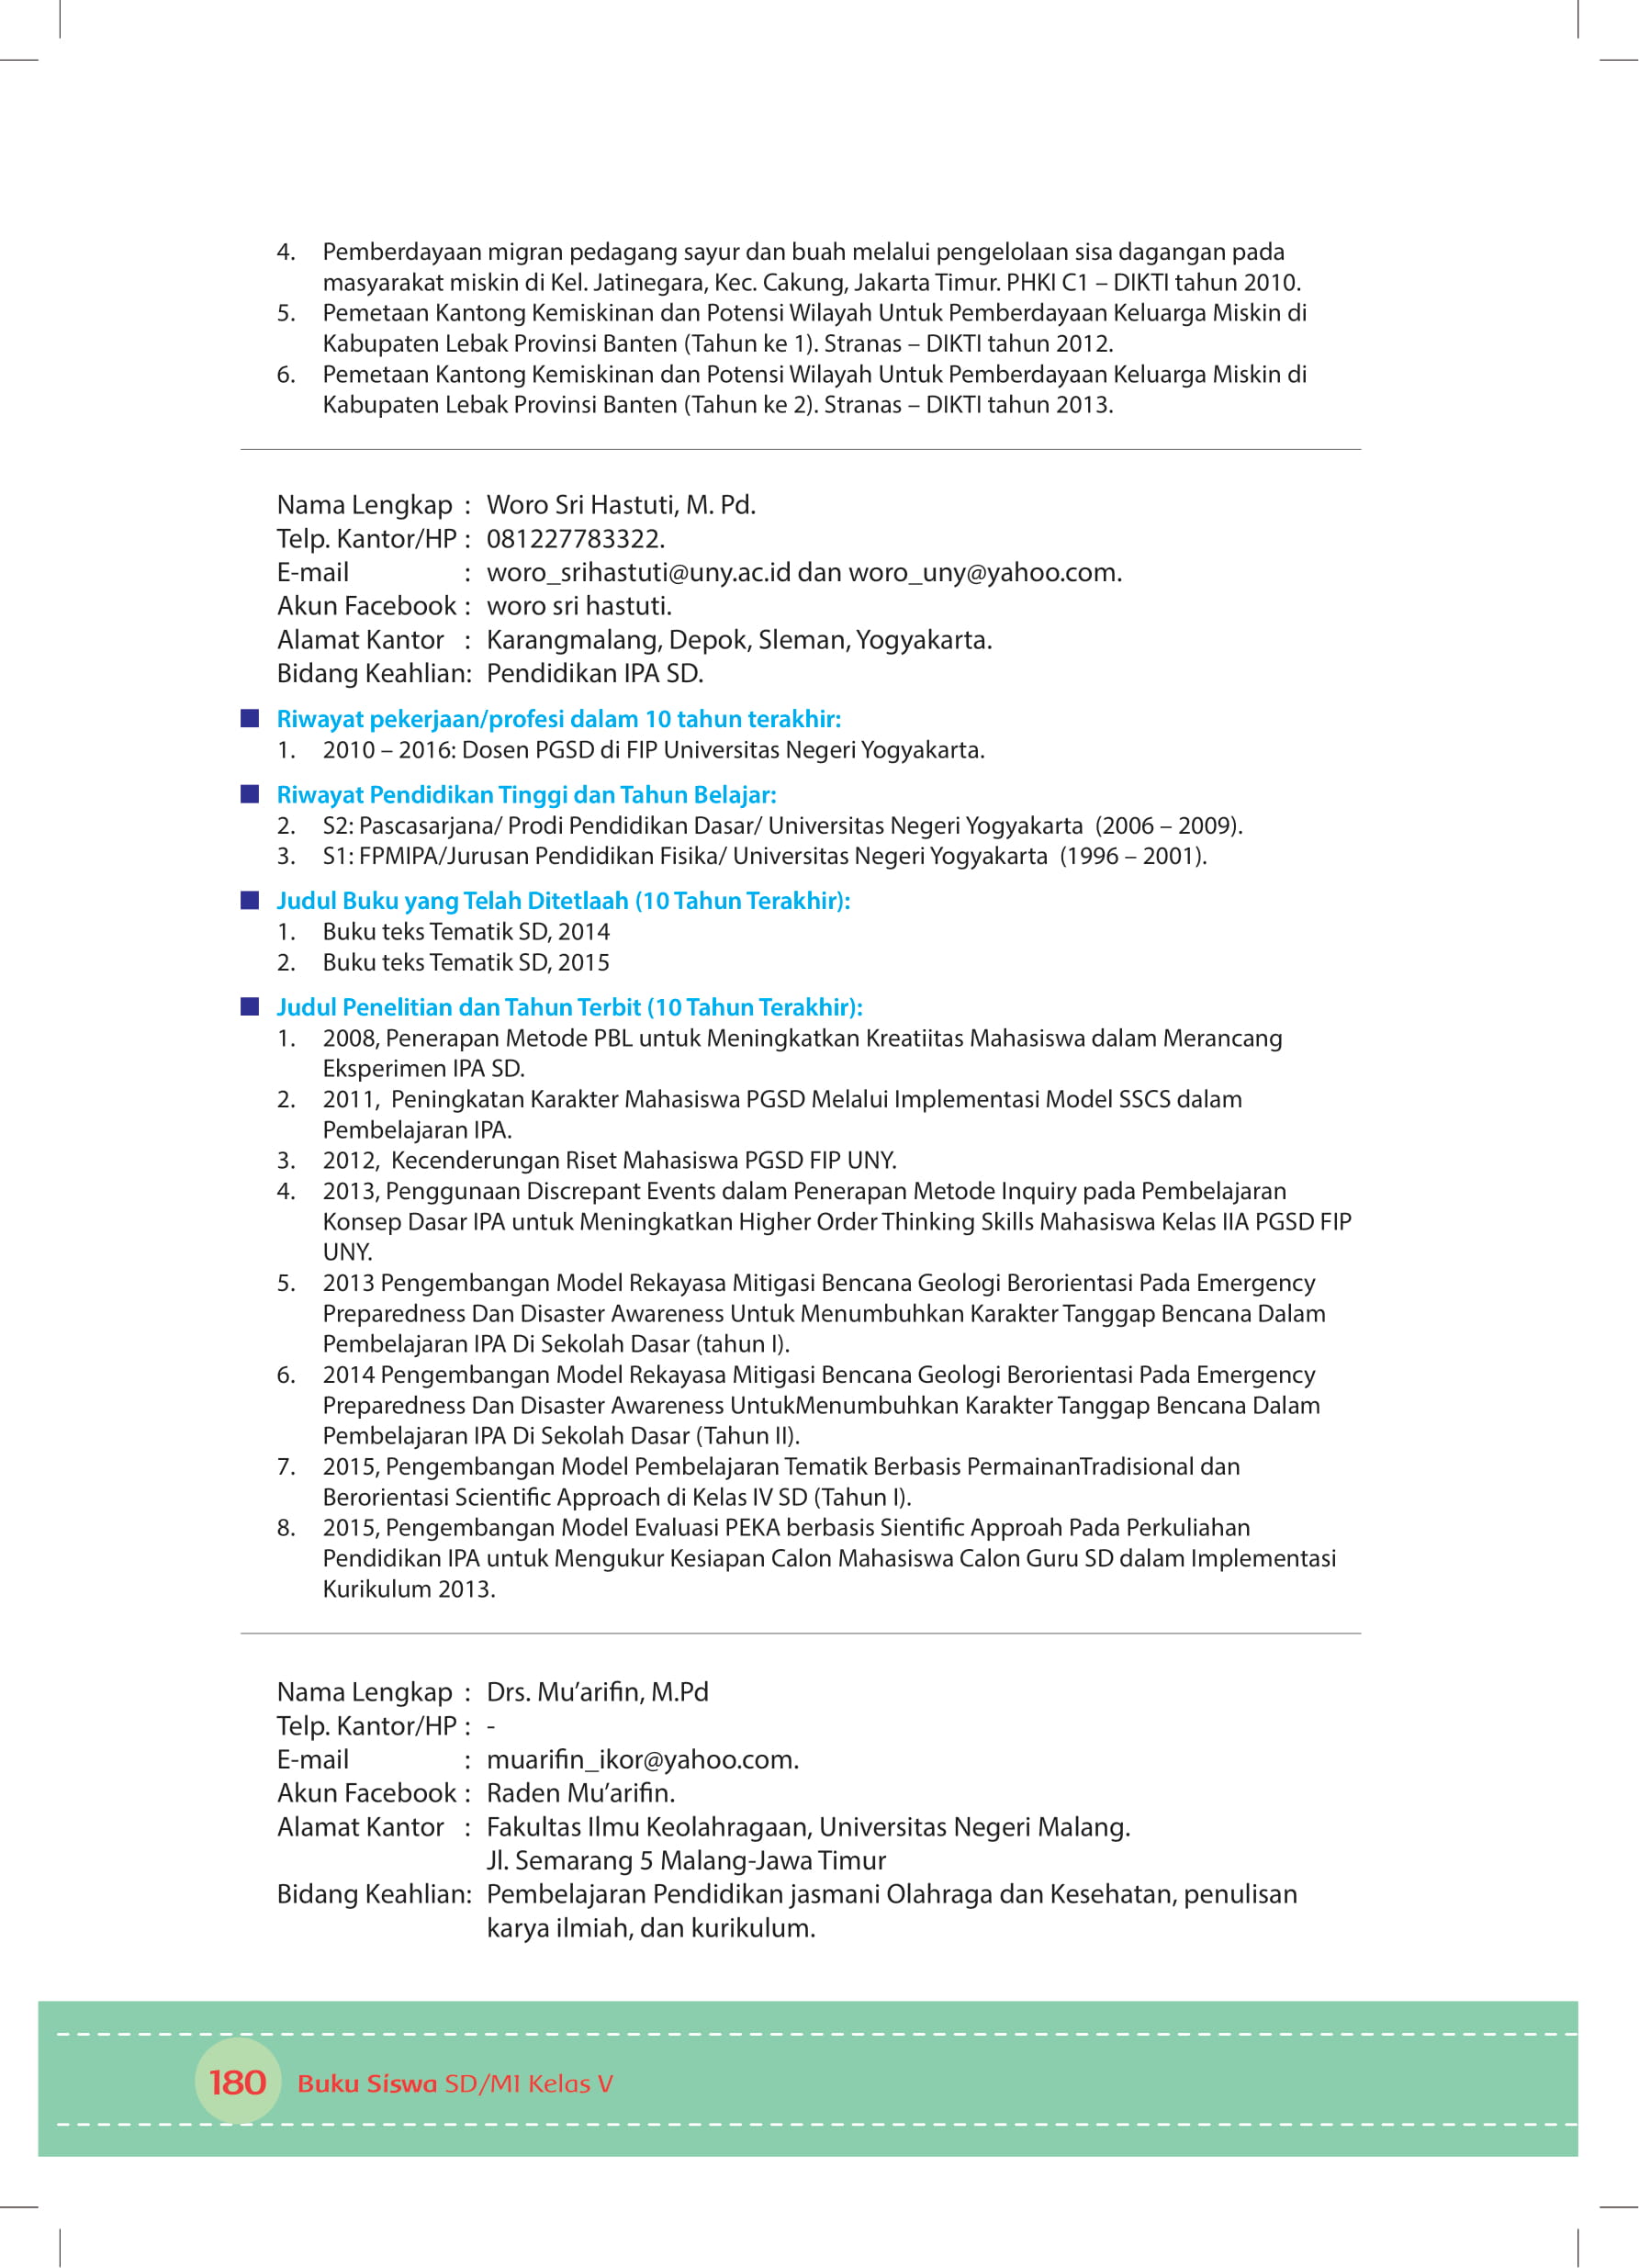 4. Pemberdayaan migran pedagang sayur dan buah melalui pengelolaan sisa dagangan pada
masyarakat miskin di Kel. Jatinegara, Kec. Cakung, Jakarta Timur. PHKI C1 – DIKTI tahun 2010.
5. Pemetaan Kantong Kemiskinan dan Potensi Wilayah Untuk Pemberdayaan Keluarga Miskin di
Kabupaten Lebak Provinsi Banten (Tahun ke 1). Stranas – DIKTI tahun 2012.
6. Pemetaan Kantong Kemiskinan dan Potensi Wilayah Untuk Pemberdayaan Keluarga Miskin di
Kabupaten Lebak Provinsi Banten (Tahun ke 2). Stranas – DIKTI tahun 2013.
Nama Lengkap : Woro Sri Hastuti, M. Pd.
Telp. Kantor/HP : 081227783322.
E-mail : woro_srihastuti@uny.ac.id dan woro_uny@yahoo.com.
Akun Facebook : woro sri hastuti.
Alamat Kantor : Karangmalang, Depok, Sleman, Yogyakarta.
Bidang Keahlian: Pendidikan IPA SD.
Riwayat pekerjaan/profesi dalam 10 tahun terakhir:
1. 2010 – 2016: Dosen PGSD di FIP Universitas Negeri Yogyakarta.
Riwayat Pendidikan Tinggi dan Tahun Belajar:
2. S2: Pascasarjana/ Prodi Pendidikan Dasar/ Universitas Negeri Yogyakarta (2006 – 2009).
3. S1: FPMIPA/Jurusan Pendidikan Fisika/ Universitas Negeri Yogyakarta (1996 – 2001).
Judul Buku yang Telah Ditetlaah (10 Tahun Terakhir):
1. Buku teks Tematik SD, 2014
2. Buku teks Tematik SD, 2015
Judul Penelitian dan Tahun Terbit (10 Tahun Terakhir):
1. 2008, Penerapan Metode PBL untuk Meningkatkan Kreatiitas Mahasiswa dalam Merancang
Eksperimen IPA SD.
2. 2011, Peningkatan Karakter Mahasiswa PGSD Melalui Implementasi Model SSCS dalam
Pembelajaran IPA.
3. 2012, Kecenderungan Riset Mahasiswa PGSD FIP UNY.
4. 2013, Penggunaan Discrepant Events dalam Penerapan Metode Inquiry pada Pembelajaran
Konsep Dasar IPA untuk Meningkatkan Higher Order Thinking Skills Mahasiswa Kelas IIA PGSD FIP
UNY.
5. 2013 Pengembangan Model Rekayasa Mitigasi Bencana Geologi Berorientasi Pada Emergency
Preparedness Dan Disaster Awareness Untuk Menumbuhkan Karakter Tanggap Bencana Dalam
Pembelajaran IPA Di Sekolah Dasar (tahun I).
6. 2014 Pengembangan Model Rekayasa Mitigasi Bencana Geologi Berorientasi Pada Emergency
Preparedness Dan Disaster Awareness UntukMenumbuhkan Karakter Tanggap Bencana Dalam
Pembelajaran IPA Di Sekolah Dasar (Tahun II).
7. 2015, Pengembangan Model Pembelajaran Tematik Berbasis PermainanTradisional dan
Berorientasi Scientific Approach di Kelas IV SD (Tahun I).
8. 2015, Pengembangan Model Evaluasi PEKA berbasis Sientific Approah Pada Perkuliahan
Pendidikan IPA untuk Mengukur Kesiapan Calon Mahasiswa Calon Guru SD dalam Implementasi
Kurikulum 2013.
Nama Lengkap : Drs. Mu’arifin, M.Pd
Telp. Kantor/HP : -
E-mail : muarifin_ikor@yahoo.com.
Akun Facebook : Raden Mu’arifin.
Alamat Kantor : Fakultas Ilmu Keolahragaan, Universitas Negeri Malang.
Jl. Semarang 5 Malang-Jawa Timur
Bidang Keahlian: Pembelajaran Pendidikan jasmani Olahraga dan Kesehatan, penulisan
karya ilmiah, dan kurikulum.
180 Buku Siswa SD/MI Kelas V